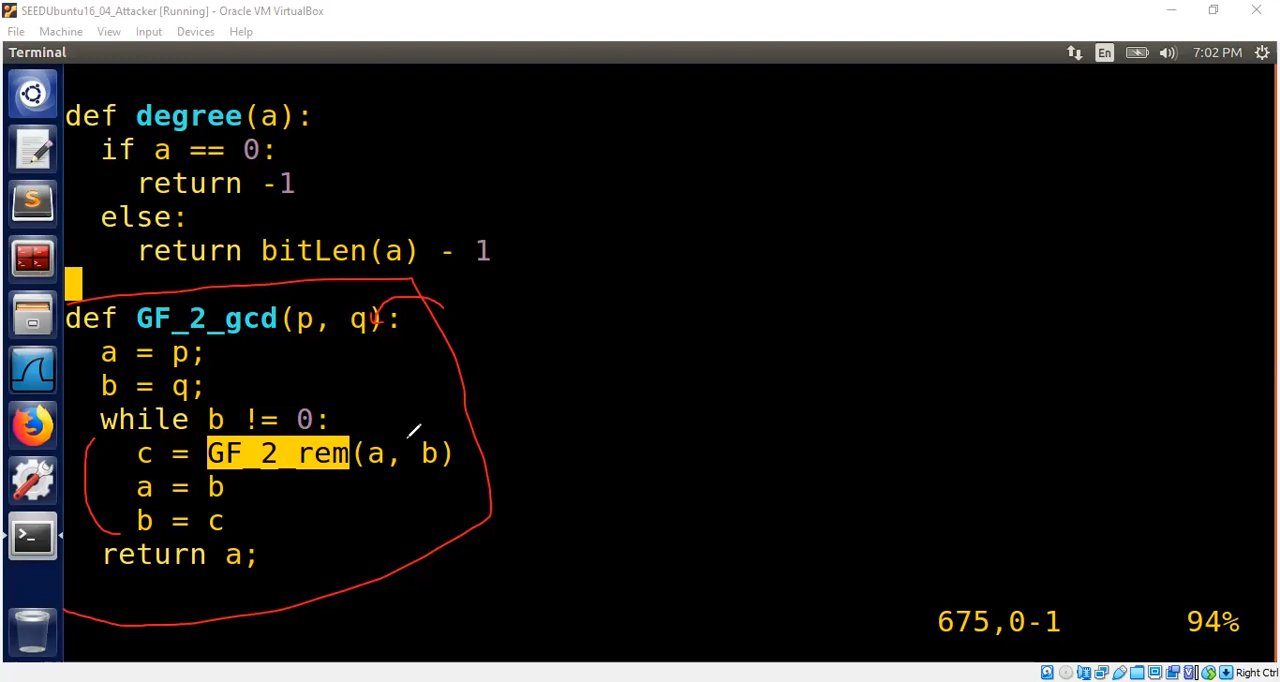 SEEDUbuntu16_04_Attacker [Running] - Oracle VM VirtualBox
File Machine View Input Devices Help
Terminal En 7:02 PM
def degree(a):
if a == 0:
return -1
else:
return bitLen(a) - 1
def GF_2_gcd(p, q):
a = p;
b = q;
while b != 0:
c = GF_2_rem(a, b)
a = b
b = c
return a;
675,0-1 94%
Right Ctrl